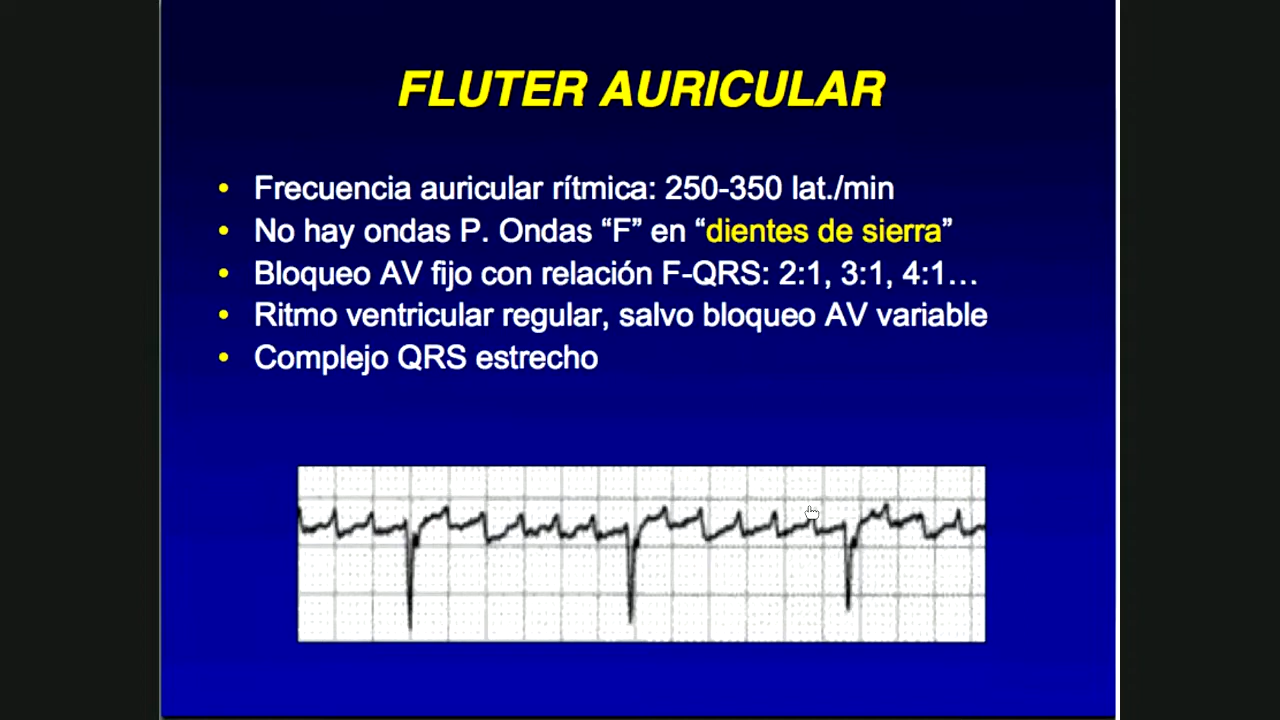 FLUTER AURICULAR
• Frecuencia auricular rítmica: 250-350 lat./min
• No hay ondas P. Ondas “F” en “dientes de sierra”
• Bloqueo AV fijo con relación F-QRS: 2:1, 3:1, 4:1…
• Ritmo ventricular regular, salvo bloqueo AV variable
• Complejo QRS estrecho